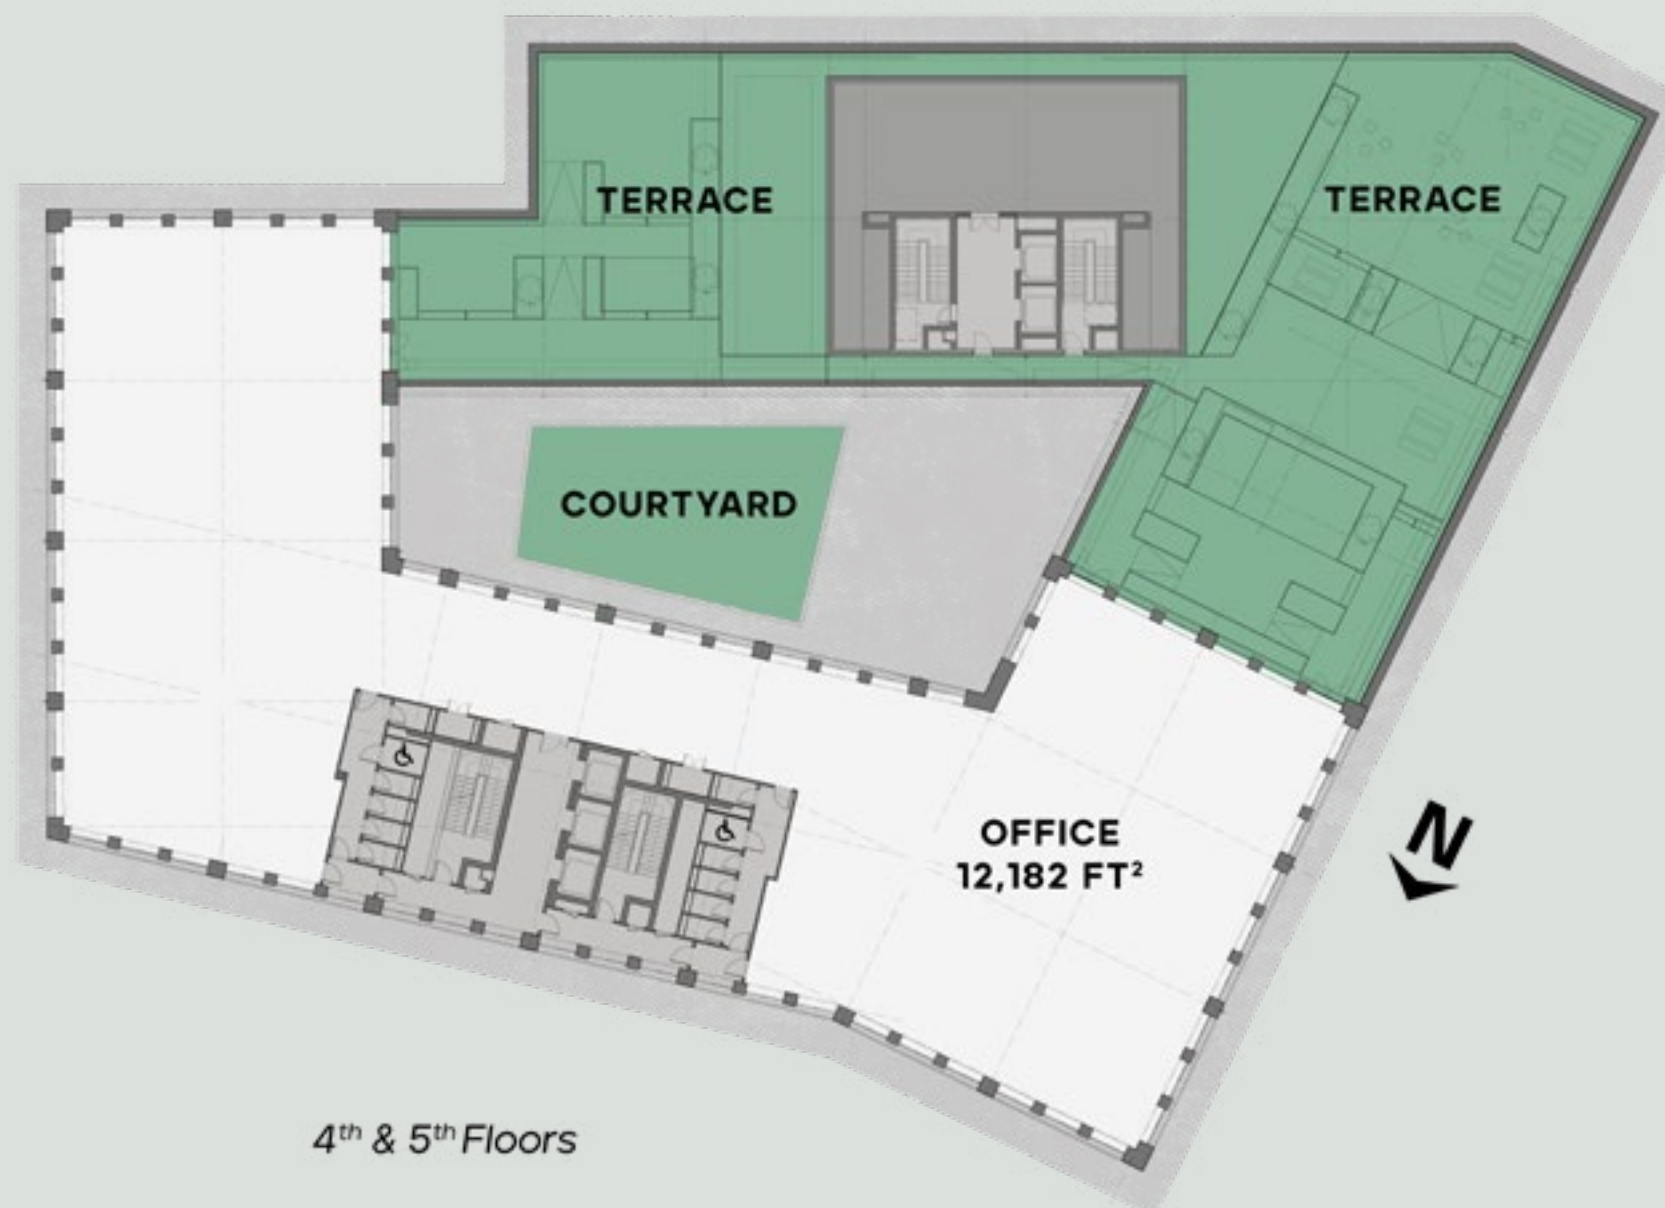 TERRACE
TERRACE
COURTYARD
OFFICE
12,182 FT²
N
4th & 5th Floors